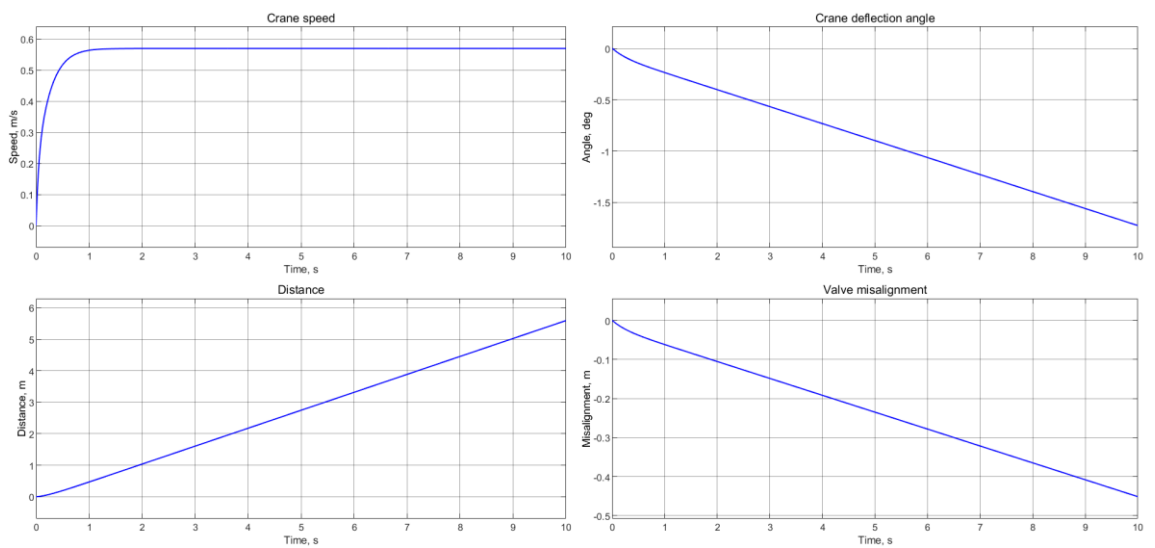 Crane speed
Speed, m/s
0.6
0.5
0.4
0.3
0.2
0.1
0
0 1 2 3 4 5 6 7 8 9 10
Time, s
Crane deflection angle
Angle, deg
0
-0.5
-1
-1.5
0 1 2 3 4 5 6 7 8 9 10
Time, s
Distance
Distance, m
6
5
4
3
2
1
0
0 1 2 3 4 5 6 7 8 9 10
Time, s
Valve misalignment
Misalignment, m
0
-0.1
-0.2
-0.3
-0.4
-0.5
0 1 2 3 4 5 6 7 8 9 10
Time, s